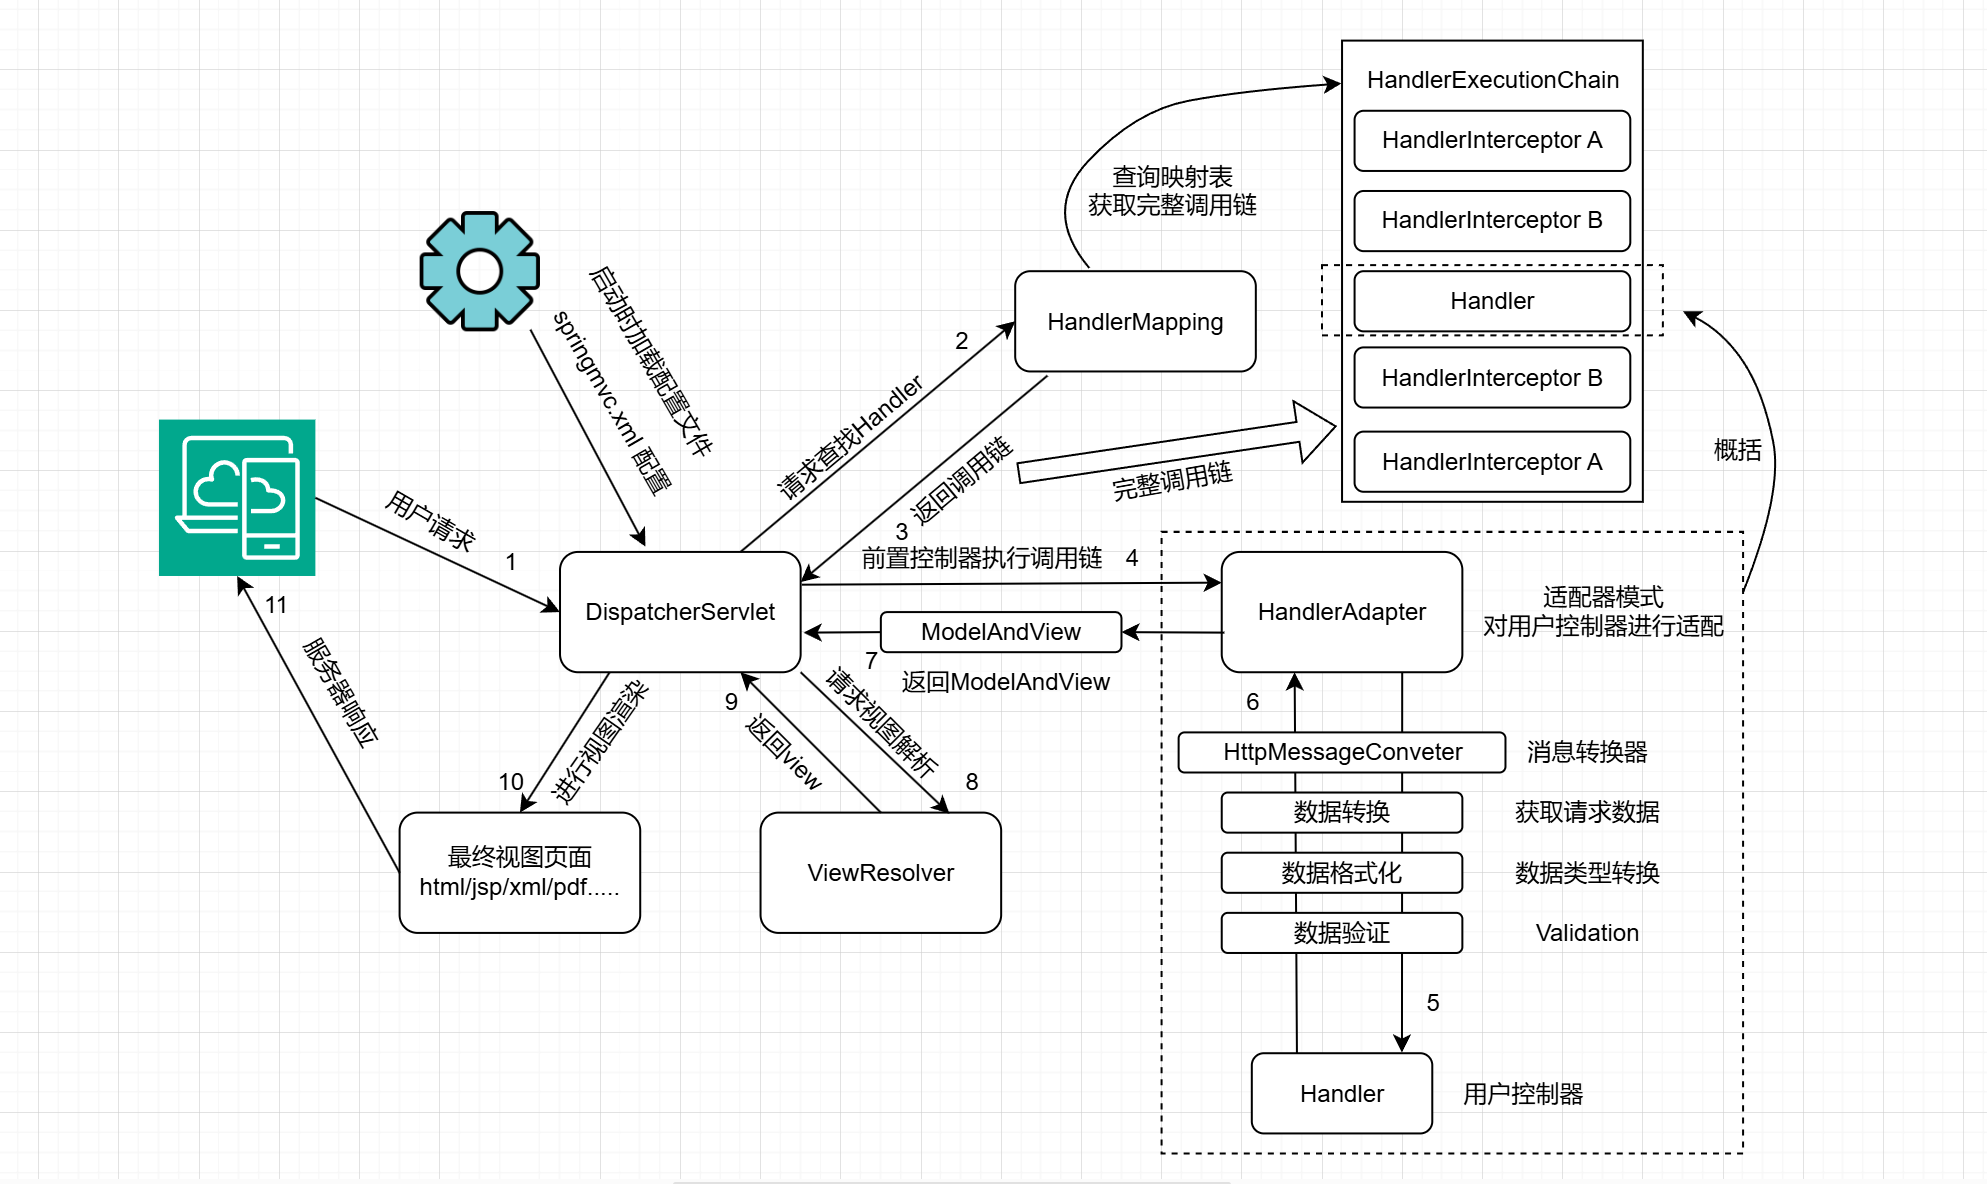 HandlerExecutionChain
HandlerInterceptor A
HandlerInterceptor B
Handler
HandlerInterceptor B
HandlerInterceptor A
查询映射表
获取完整调用链
HandlerMapping
启动时加载配置文件
springmvc.xml 配置
2
请求查找Handler
返回调用链
3
完整调用链
概括
用户请求
1
前置控制器执行调用链
4
DispatcherServlet
HandlerAdapter
适配器模式
对用户控制器进行适配
ModelAndView
7
返回ModelAndView
11
服务器响应
10
进行视图渲染
9
返回view
请求视图解析
8
6
HttpMessageConveter
消息转换器
数据转换
获取请求数据
数据格式化
数据类型转换
数据验证
Validation
最终视图页面
html/jsp/xml/pdf.....
ViewResolver
5
Handler
用户控制器